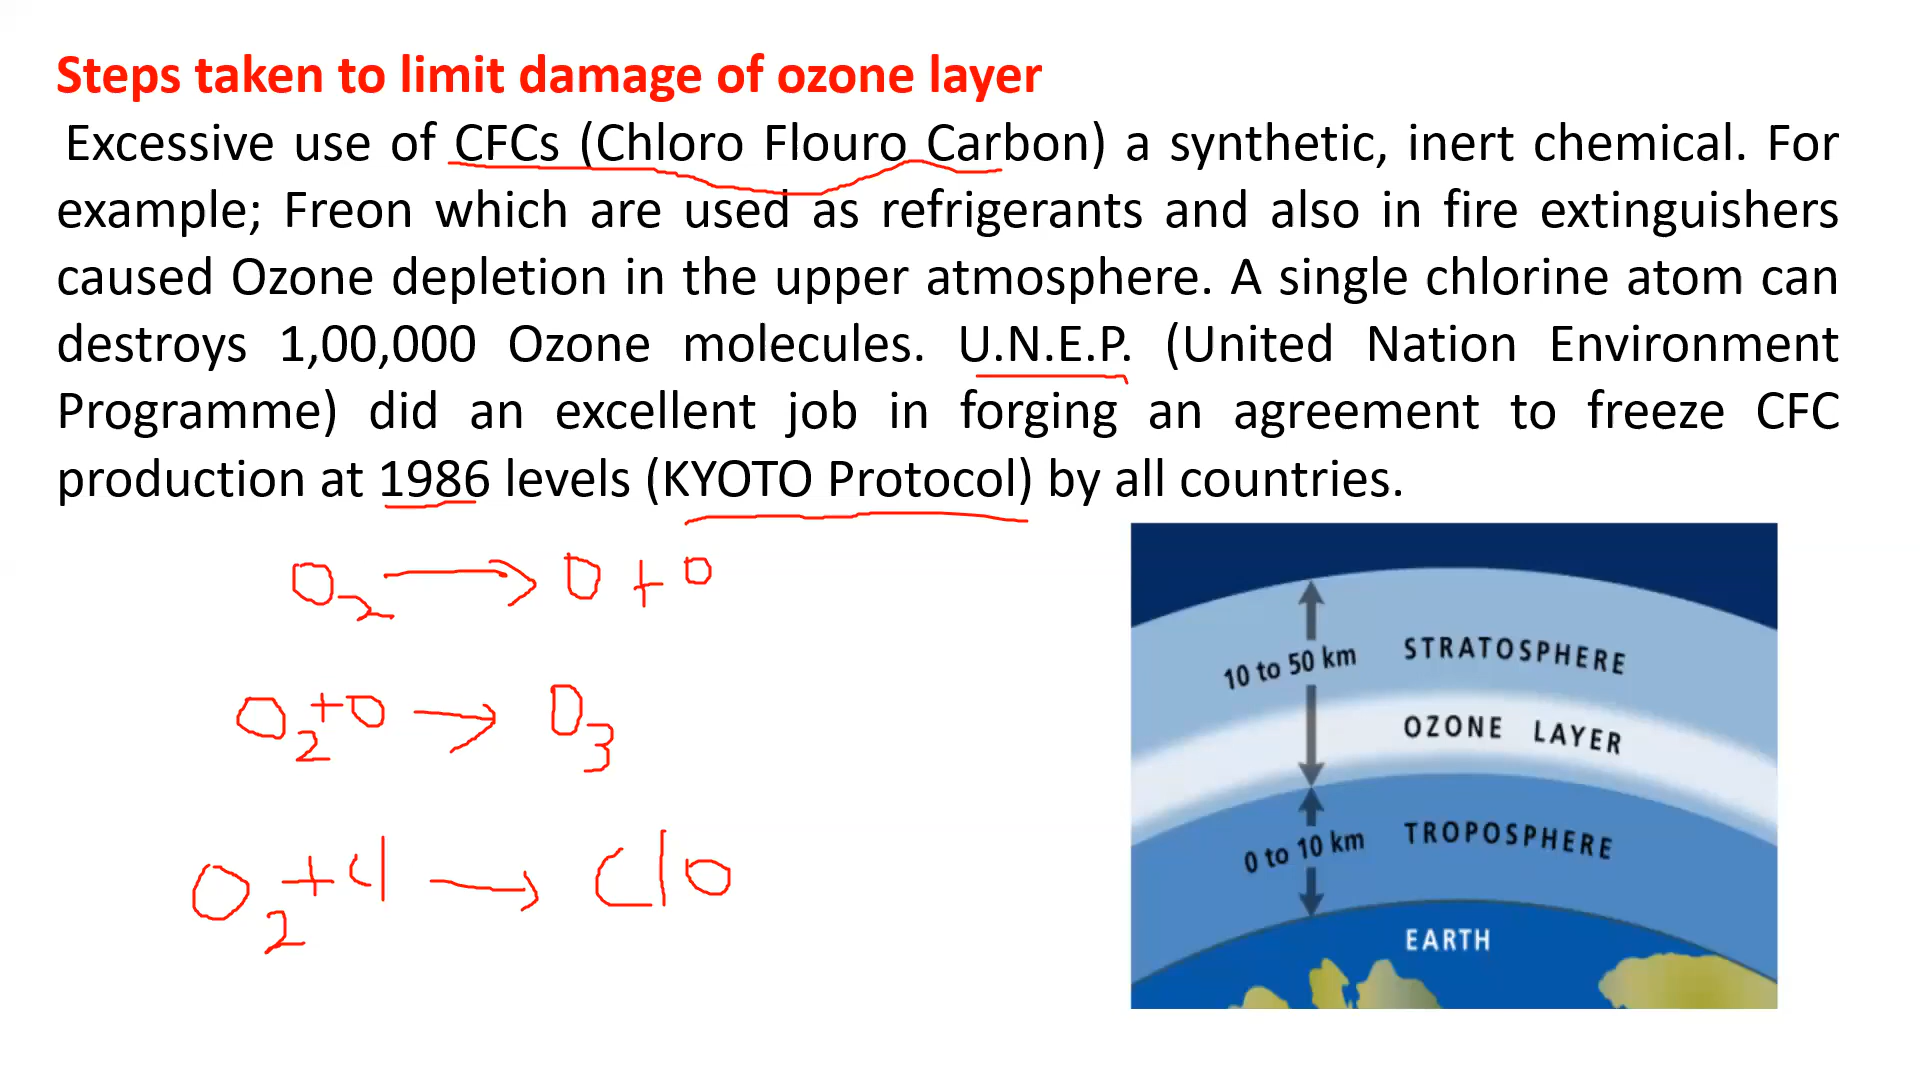 Steps taken to limit damage of ozone layer
Excessive use of CFCs (Chloro Flouro Carbon) a synthetic, inert chemical. For
example; Freon which are used as refrigerants and also in fire extinguishers
caused Ozone depletion in the upper atmosphere. A single chlorine atom can
destroys 1,00,000 Ozone molecules. U.N.E.P. (United Nation Environment
Programme) did an excellent job in forging an agreement to freeze CFC
production at 1986 levels (KYOTO Protocol) by all countries.
O2 → O + O
O2 + O → O3
O2 + Cl → ClO
10 to 50 km STRATOSPHERE
OZONE LAYER
0 to 10 km TROPOSPHERE
EARTH